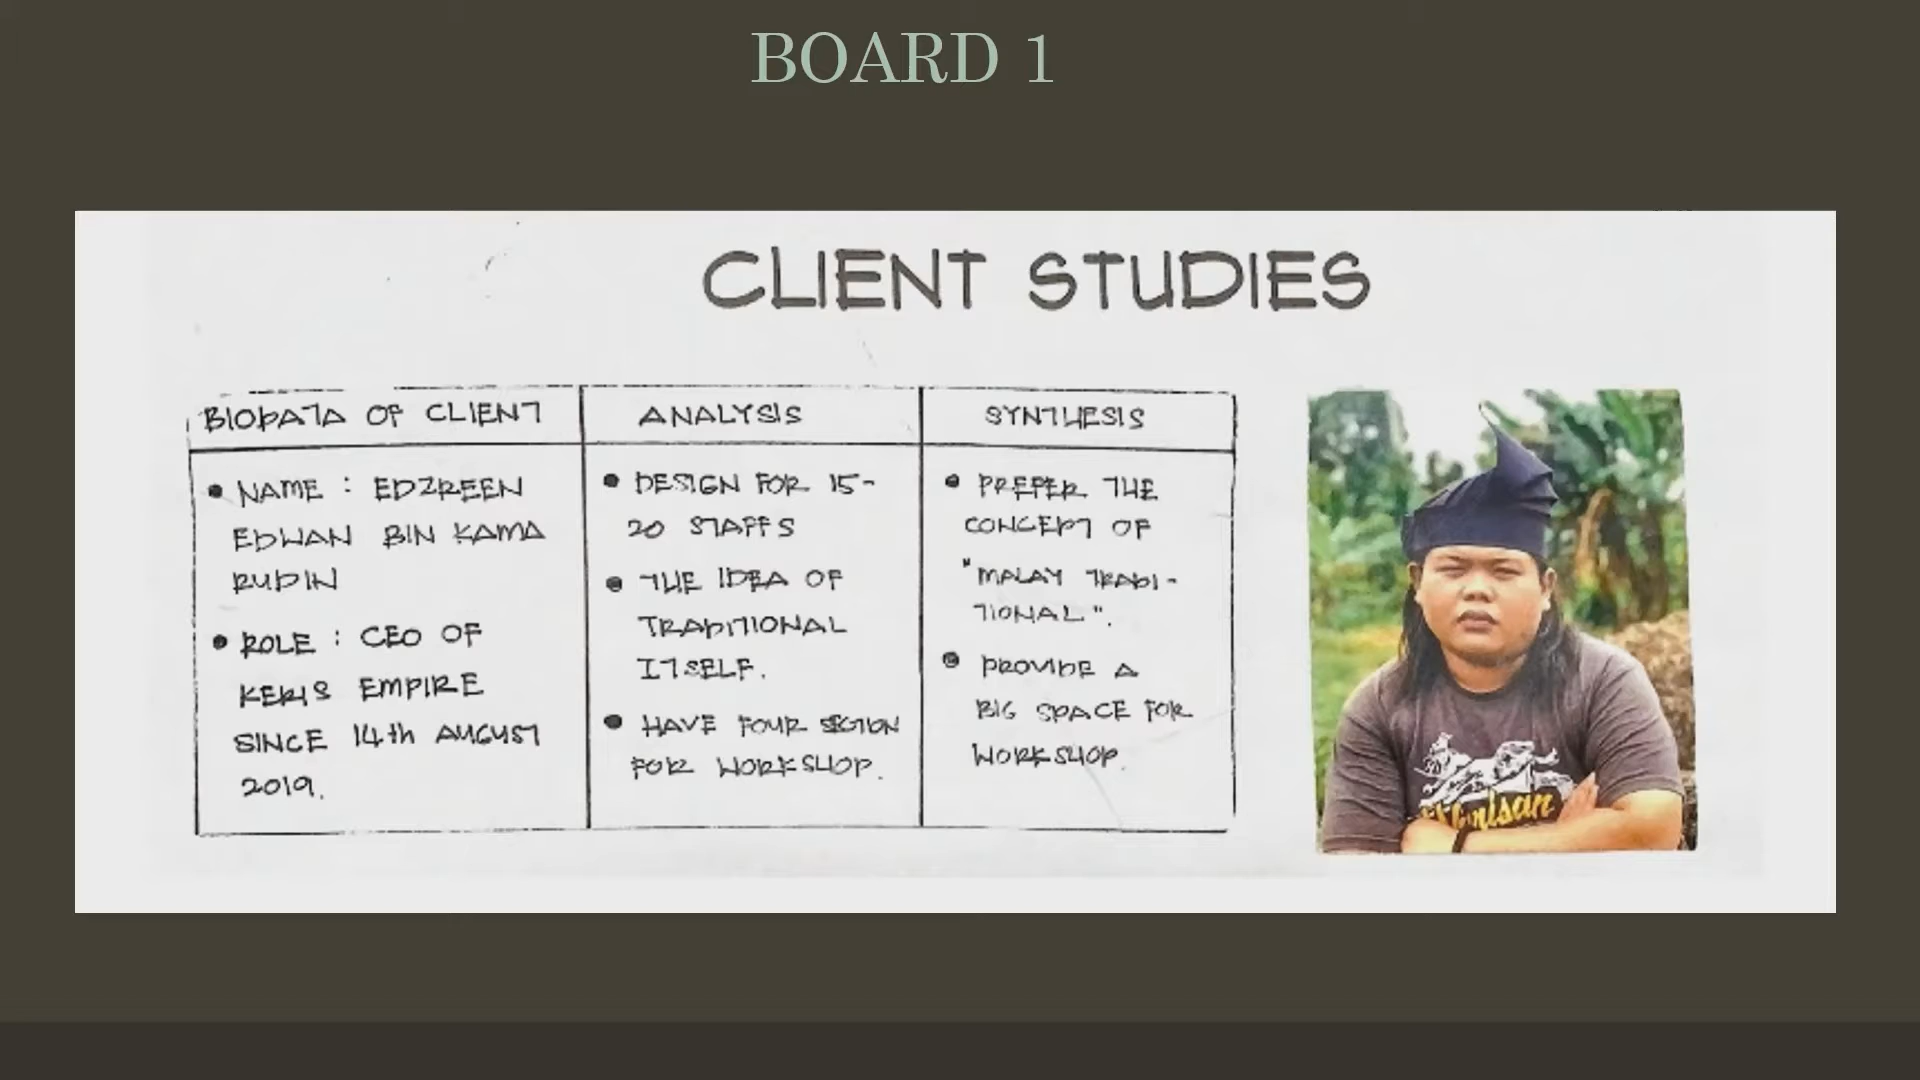 BOARD 1
CLIENT STUDIES
BIODATA OF CLIENT
• NAME : EDZREEN
EDWAN BIN KAMA
RUDIN
• ROLE : CEO OF
KERIS EMPIRE
SINCE 14th AUGUST
2019.
ANALYSIS
• DESIGN FOR 15-
20 STAFFS
• THE IDEA OF
TRADITIONAL
ITSELF.
• HAVE FOUR SECTION
FOR WORKSHOP.
SYNTHESIS
• PREFER THE
CONCEPT OF
"MALAY TRADI-
TIONAL".
• PROVIDE A
BIG SPACE FOR
WORKSHOP.